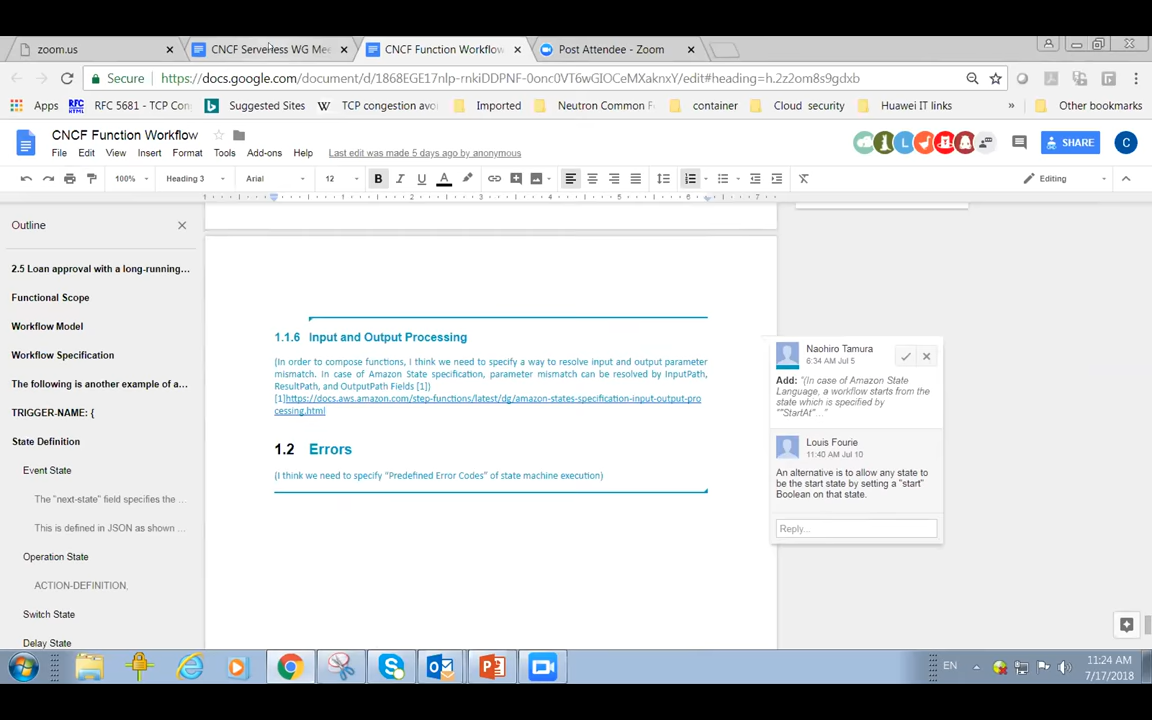 zoom.us
CNCF Serverless WG Mee
CNCF Function Workflow
Post Attendee - Zoom
Secure
https://docs.google.com/document/d/1868EGE17nlp-rnkiDDPNF-0onc0VT6wGIOCeMXaknxY/edit#heading=h.2z2om8s9gdxb
Apps
RFC 5681 - TCP Con
Suggested Sites
TCP congestion avoi
Imported
Neutron Common F
container
Cloud security
Huawei IT links
»
Other bookmarks
CNCF Function Workflow
File Edit View Insert Format Tools Add-ons Help
Last edit was made 5 days ago by anonymous
L
SHARE
C
100%
Heading 3
Arial
12
B I U A
Editing
1 1 2 3 4 5 6 7
Outline
2.5 Loan approval with a long-running...
Functional Scope
Workflow Model
Workflow Specification
The following is another example of a...
TRIGGER-NAME: {
State Definition
Event State
The "next-state" field specifies the ...
This is defined in JSON as shown ...
Operation State
ACTION-DEFINITION,
Switch State
Delay State
1.1.6 Input and Output Processing
(In order to compose functions, I think we need to specify a way to resolve input and output parameter
mismatch. In case of Amazon State specification, parameter mismatch can be resolved by InputPath,
ResultPath, and OutputPath Fields [1])
[1]https://docs.aws.amazon.com/step-functions/latest/dg/amazon-states-specification-input-output-pro
cessing.html
1.2 Errors
(I think we need to specify "Predefined Error Codes" of state machine execution)
Naohiro Tamura
6:34 AM Jul 5
Add: "(In case of Amazon State
Language, a workflow starts from the
state which is specified by
""StartAt"..."
Louis Fourie
11:40 AM Jul 10
An alternative is to allow any state to
be the start state by setting a "start"
Boolean on that state.
Reply...
EN
11:24 AM
7/17/2018